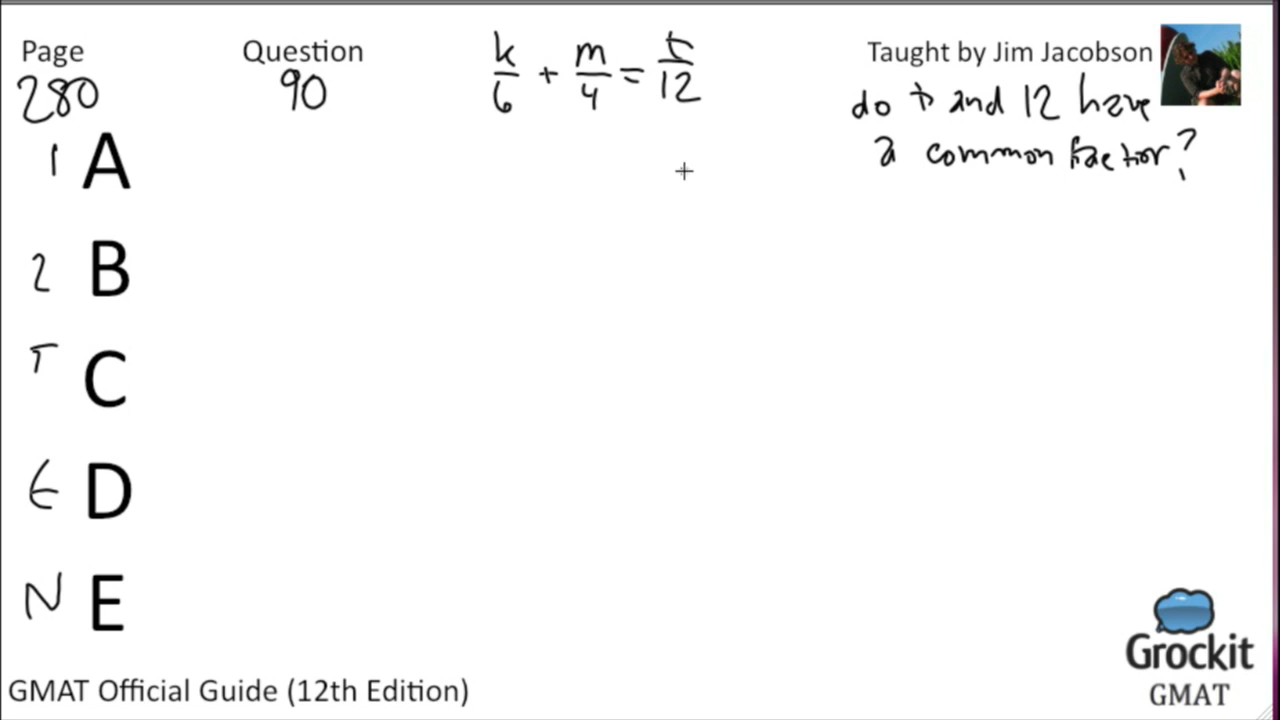 Page
280
Question
90
k/6 + m/4 = t/12
Taught by Jim Jacobson
do t and 12 have
a common factor?
1 A
2 B
T C
E D
N E
GMAT Official Guide (12th Edition)
Grockit
GMAT